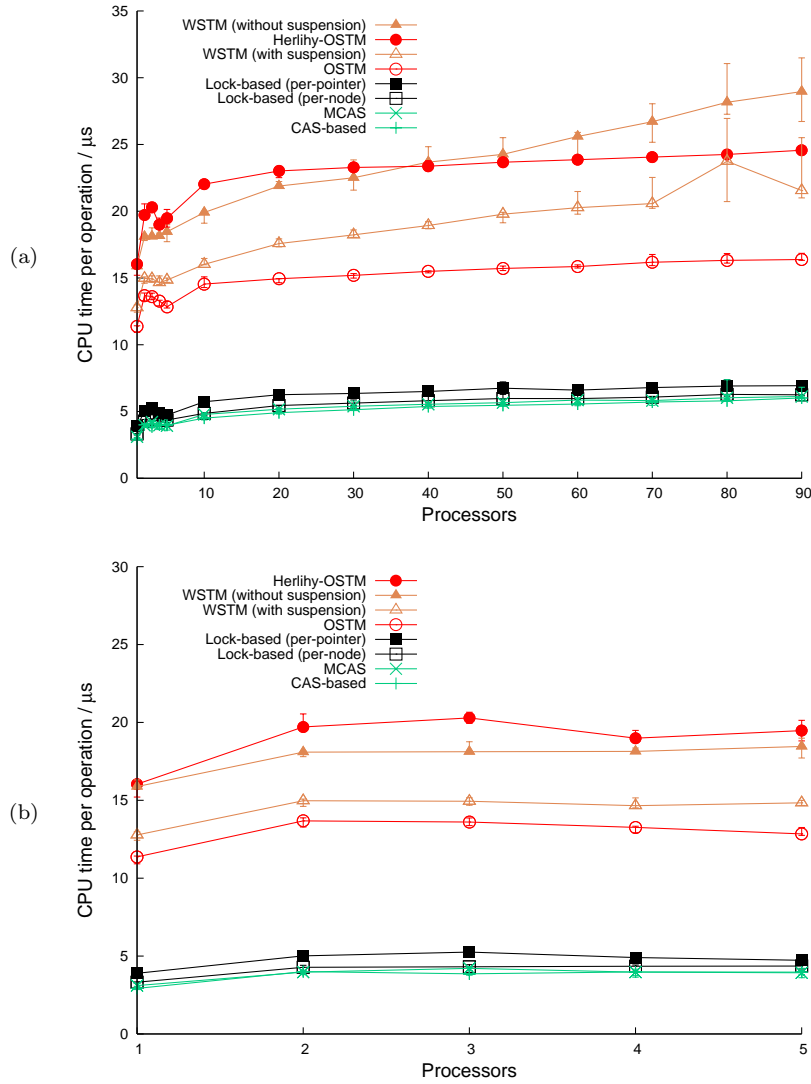 (a)
CPU time per operation / µs
35
30
25
20
15
10
5
0
WSTM (without suspension)
Herlihy-OSTM
WSTM (with suspension)
OSTM
Lock-based (per-pointer)
Lock-based (per-node)
MCAS
CAS-based
10 20 30 40 50 60 70 80 90
Processors
(b)
CPU time per operation / µs
30
25
20
15
10
5
0
Herlihy-OSTM
WSTM (without suspension)
WSTM (with suspension)
OSTM
Lock-based (per-pointer)
Lock-based (per-node)
MCAS
CAS-based
1 2 3 4 5
Processors